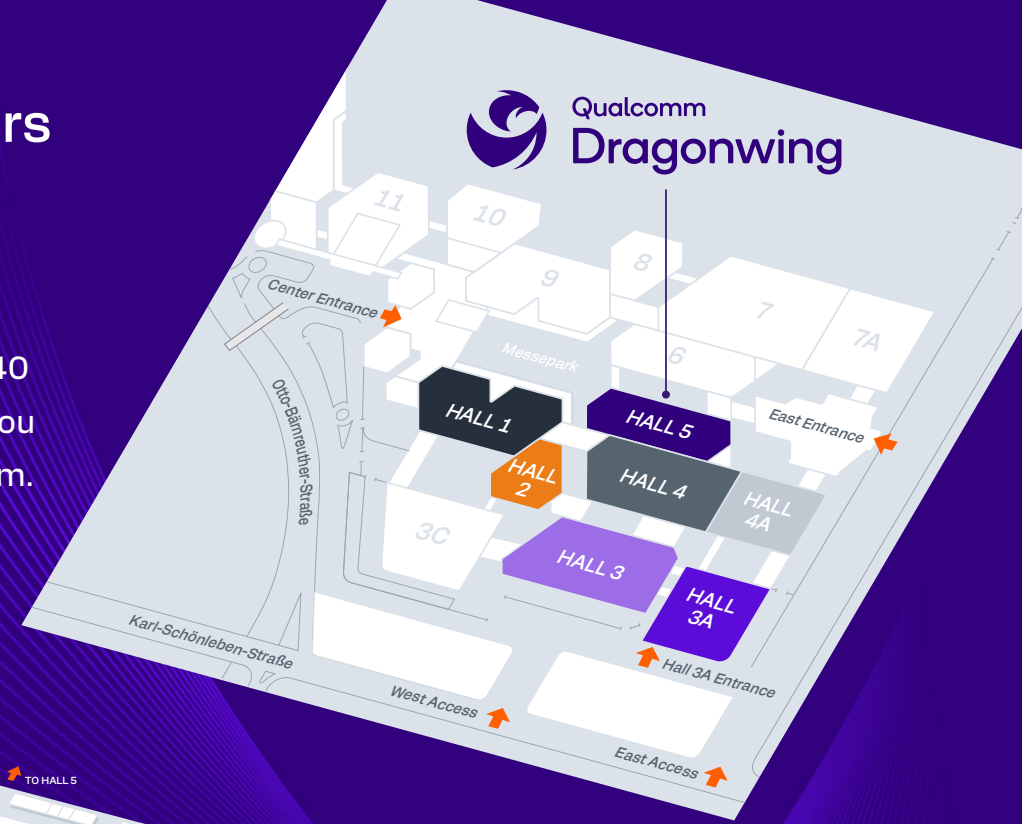 rs
40
ou
m.
Qualcomm
Dragonwing
11
10
9
8
7
7A
6
Center Entrance
Messepark
Otto-Bärnreuther-Straße
HALL 1
HALL 5
East Entrance
HALL
2
HALL 4
HALL
4A
3C
HALL 3
HALL
3A
Hall 3A Entrance
Karl-Schönleben-Straße
West Access
East Access
TO HALL 5